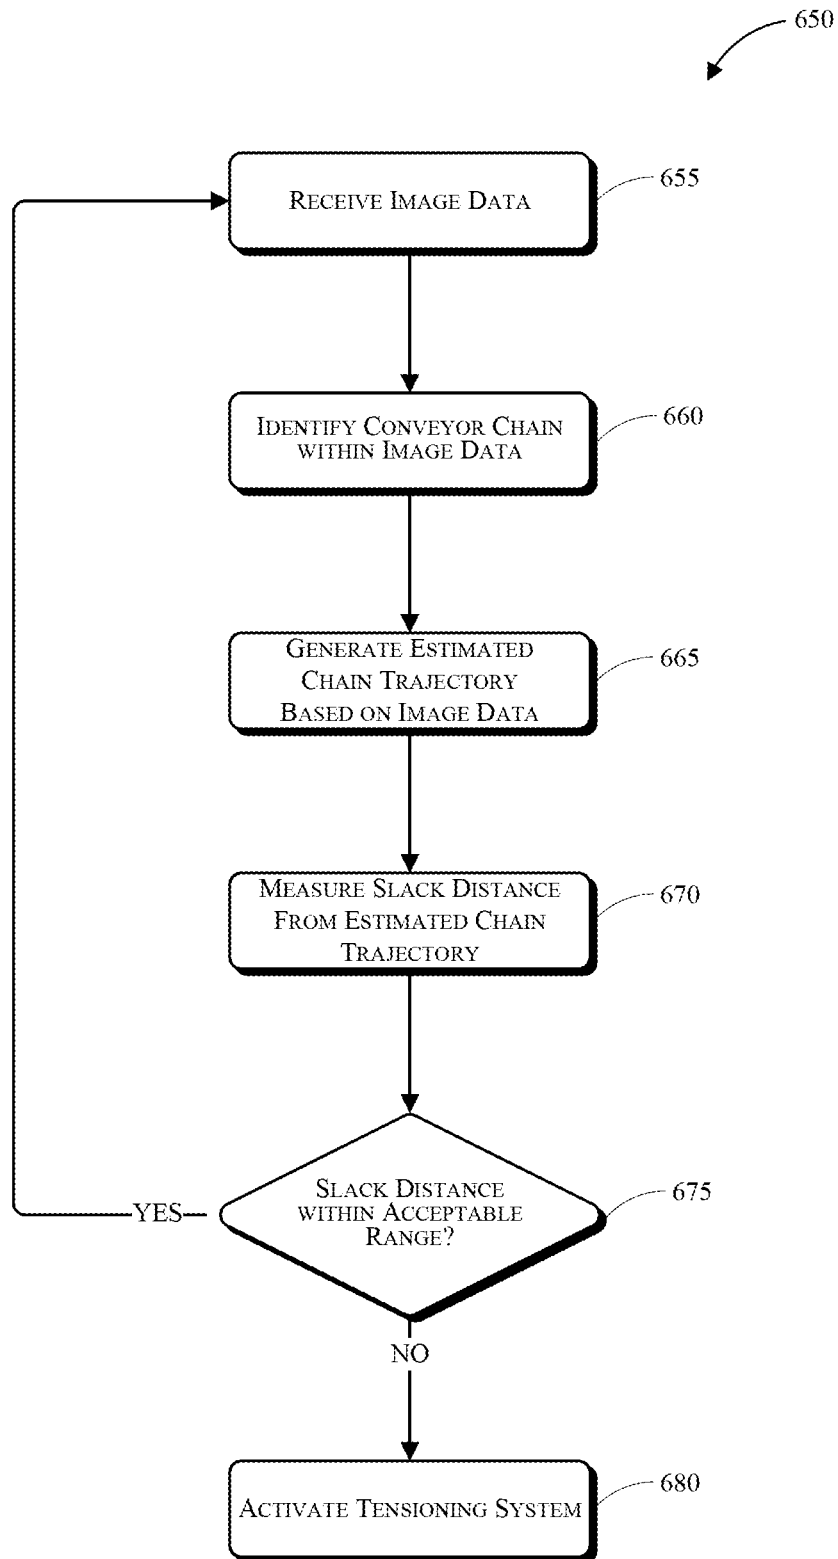 650
RECEIVE IMAGE DATA
655
IDENTIFY CONVEYOR CHAIN
WITHIN IMAGE DATA
660
GENERATE ESTIMATED
CHAIN TRAJECTORY
BASED ON IMAGE DATA
665
MEASURE SLACK DISTANCE
FROM ESTIMATED CHAIN
TRAJECTORY
670
SLACK DISTANCE
WITHIN ACCEPTABLE
RANGE?
675
YES
NO
ACTIVATE TENSIONING SYSTEM
680